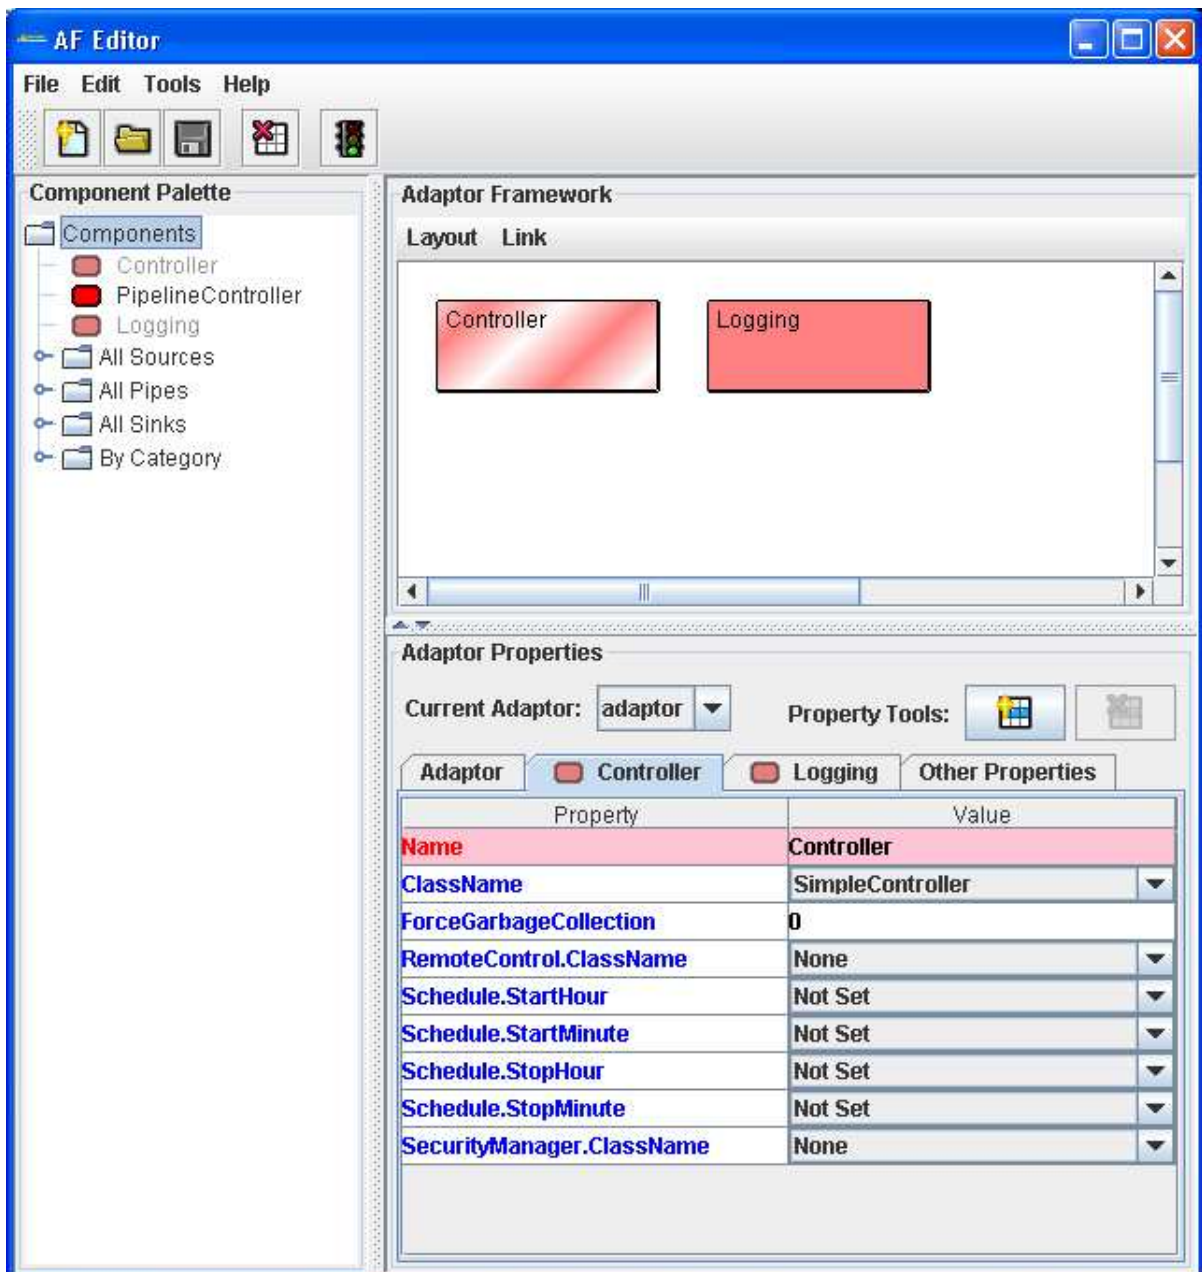 AF Editor
File Edit Tools Help
Component Palette
Components
Controller
PipelineController
Logging
All Sources
All Pipes
All Sinks
By Category
Adaptor Framework
Layout Link
Controller
Logging
Adaptor Properties
Current Adaptor: adaptor Property Tools:
Adaptor Controller Logging Other Properties
Property Value
Name Controller
ClassName SimpleController
ForceGarbageCollection 0
RemoteControl.ClassName None
Schedule.StartHour Not Set
Schedule.StartMinute Not Set
Schedule.StopHour Not Set
Schedule.StopMinute Not Set
SecurityManager.ClassName None